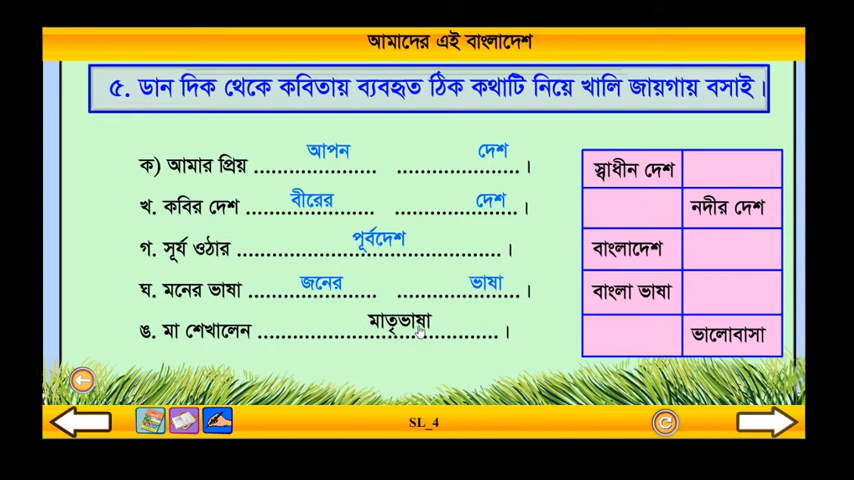 আমাদের এই বাংলাদেশ
৫. ডান দিক থেকে কবিতায় ব্যবহৃত ঠিক কথাটি নিয়ে খালি জায়গায় বসাই।
ক) আমার প্রিয় আপন দেশ।
খ. কবির দেশ বীরের দেশ।
গ. সূর্য ওঠার পূর্বদেশ।
ঘ. মনের ভাষা জনের ভাষা।
ঙ. মা শেখালেন মাতৃভাষা।
স্বাধীন দেশ
নদীর দেশ
বাংলাদেশ
বাংলা ভাষা
ভালোবাসা
SL_4